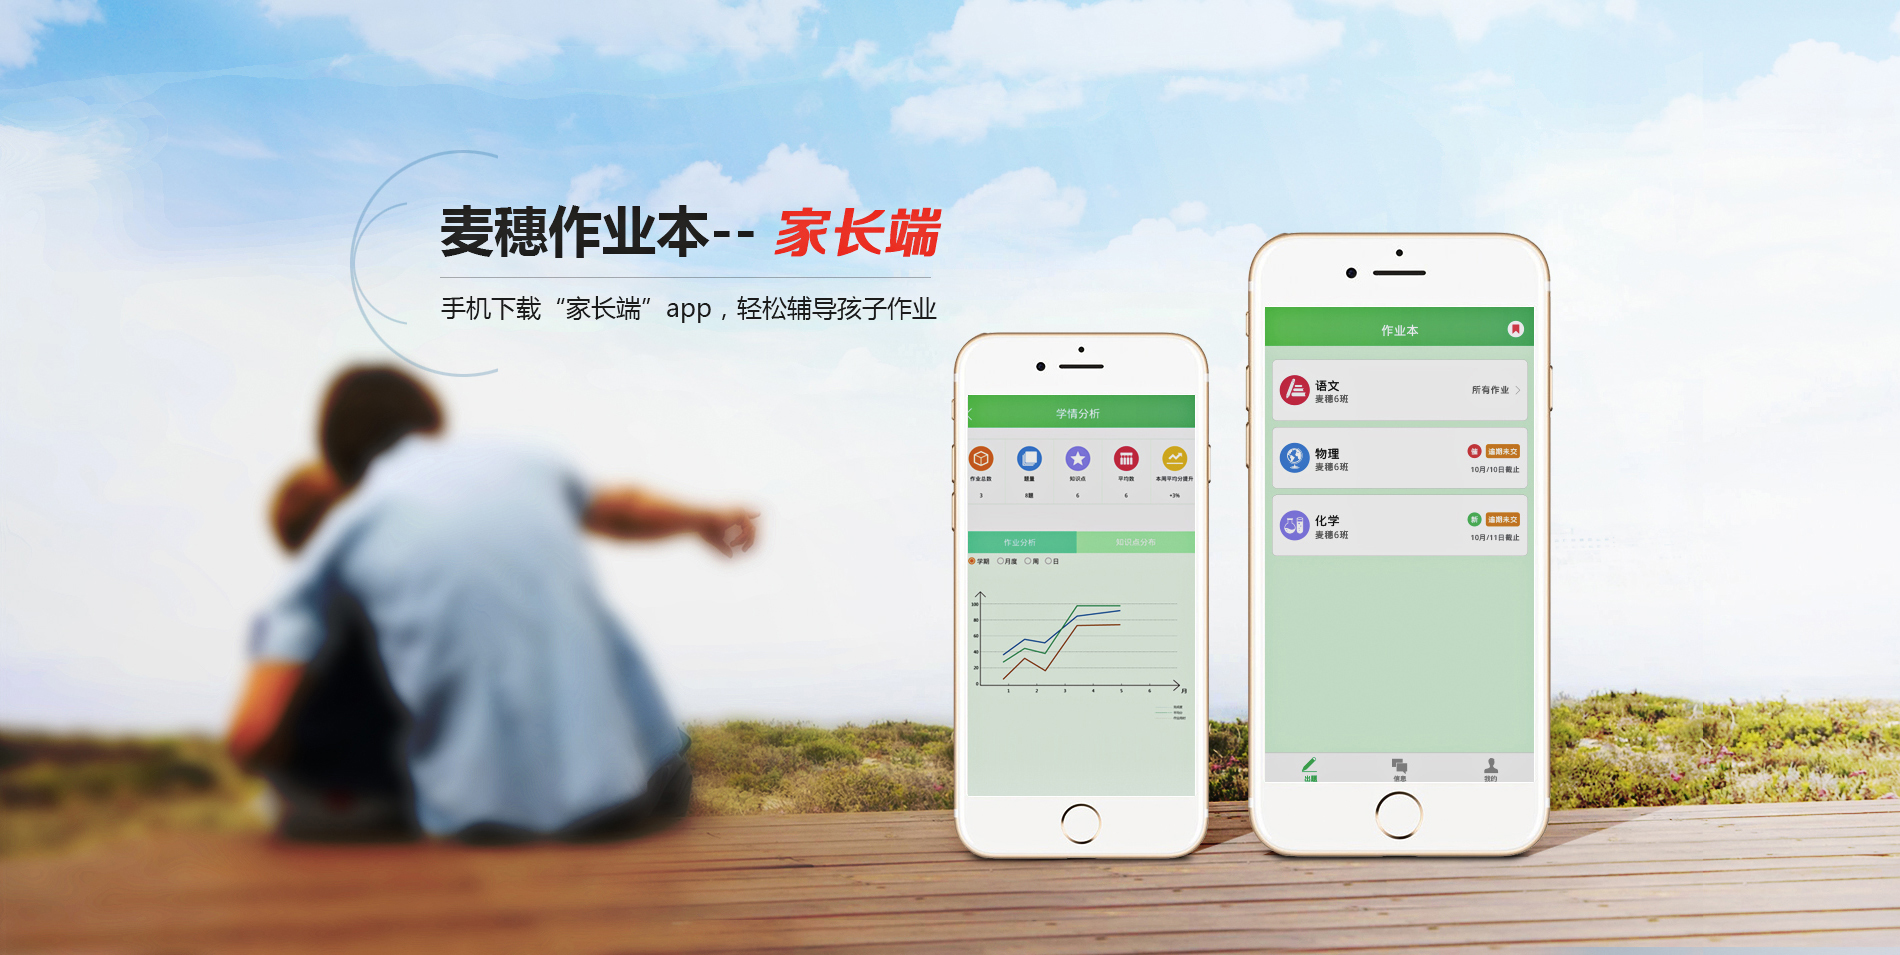 麦穗作业本-- 家长端
手机下载“家长端”app，轻松辅导孩子作业
学情分析
作业总数 题量 知识点 平均数 本周平均分提升
3 8题 6 6 +3%
作业分析 知识点分布
学期 月度 周 日
100
80
60
40
20
0
1 2 3 4 5 6 月
作业本
语文
麦穗6班
所有作业
物理
麦穗6班
催 逾期未交
10月/10日截止
化学
麦穗6班
新 逾期未交
10月/11日截止
出题 信息 我的